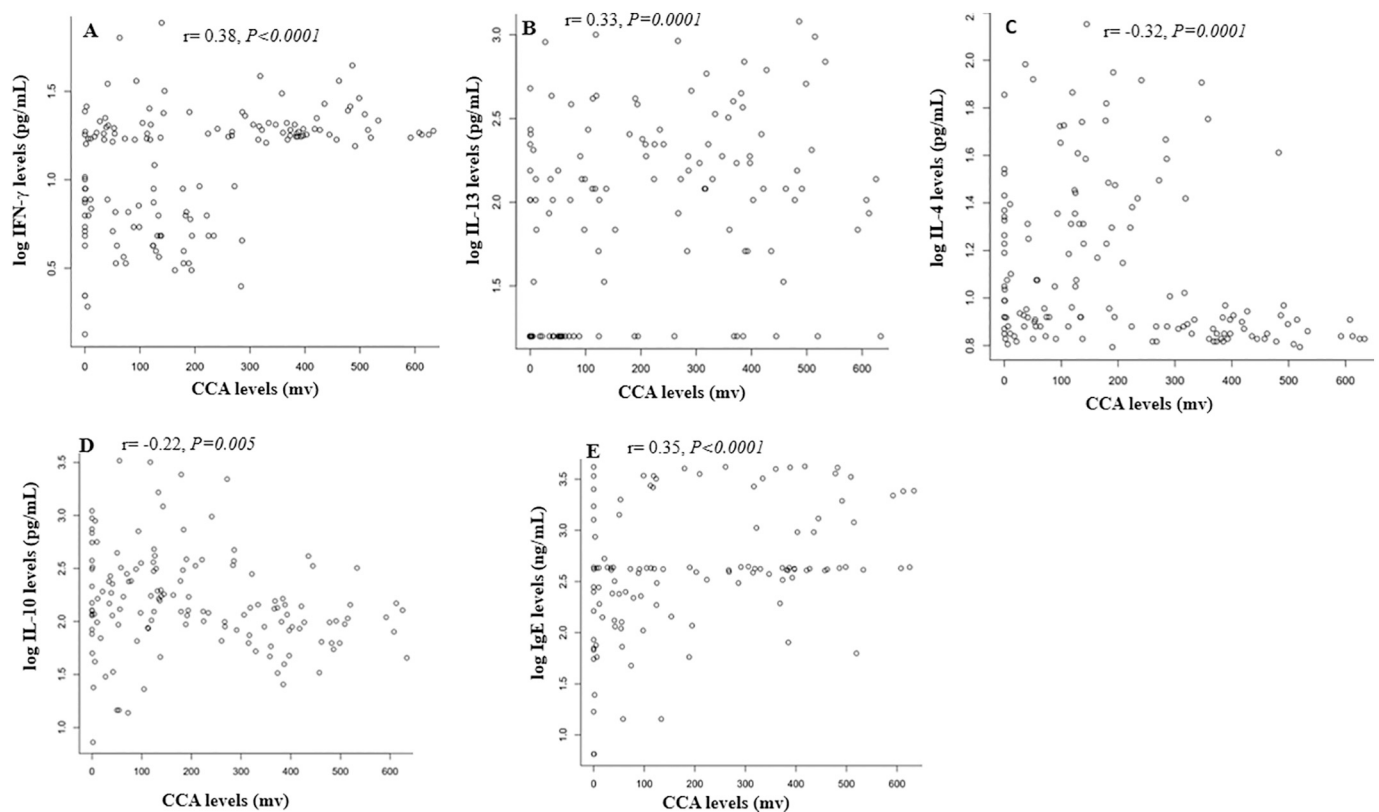 A
r= 0.38, P<0.0001
log IFN-γ levels (pg/mL)
1.5
1.0
0.5
0 100 200 300 400 500 600
CCA levels (mv)
B
r= 0.33, P=0.0001
log IL-13 levels (pg/mL)
3.0
2.5
2.0
1.5
0 100 200 300 400 500 600
CCA levels (mv)
C
r= -0.32, P=0.0001
log IL-4 levels (pg/mL)
2.0
1.8
1.6
1.4
1.2
1.0
0.8
0 100 200 300 400 500 600
CCA levels (mv)
D
r= -0.22, P=0.005
log IL-10 levels (pg/mL)
3.5
3.0
2.5
2.0
1.5
1.0
0 100 200 300 400 500 600
CCA levels (mv)
E
r= 0.35, P<0.0001
log IgE levels (ng/mL)
3.5
3.0
2.5
2.0
1.5
1.0
0 100 200 300 400 500 600
CCA levels (mv)